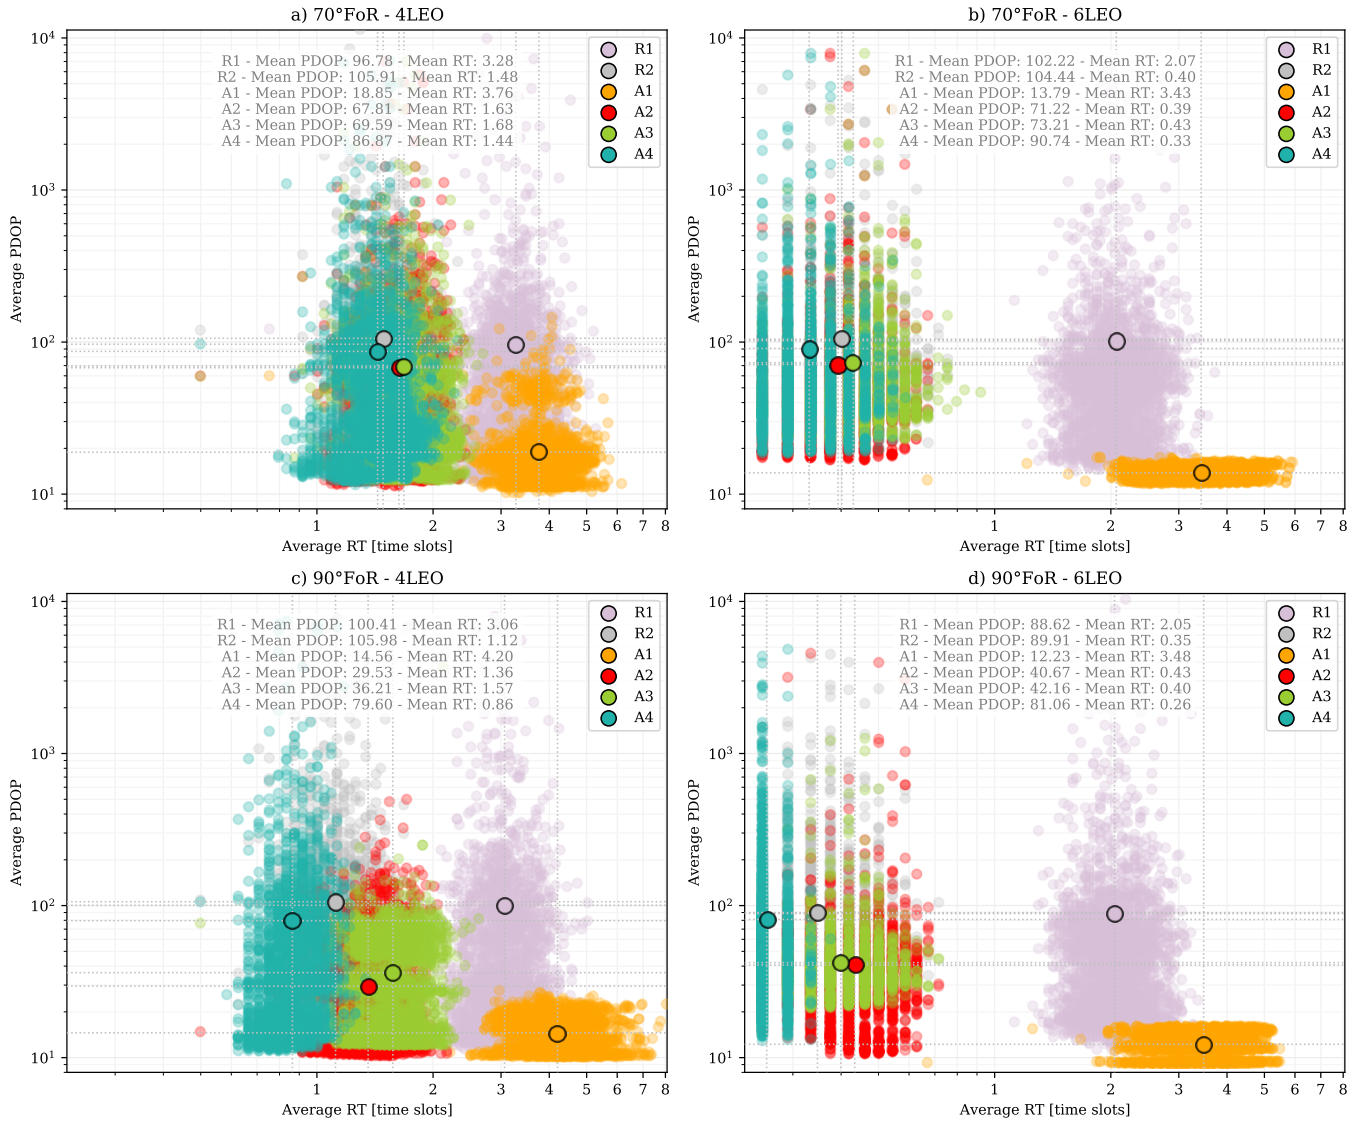 a) 70°FoR - 4LEO
R1 - Mean PDOP: 96.78 - Mean RT: 3.28
R2 - Mean PDOP: 105.91 - Mean RT: 1.48
A1 - Mean PDOP: 18.85 - Mean RT: 3.76
A2 - Mean PDOP: 67.81 - Mean RT: 1.63
A3 - Mean PDOP: 69.59 - Mean RT: 1.68
A4 - Mean PDOP: 86.87 - Mean RT: 1.44
R1
R2
A1
A2
A3
A4
10⁴
10³
10²
10¹
Average PDOP
1 2 3 4 5 6 7 8
Average RT [time slots]
b) 70°FoR - 6LEO
R1 - Mean PDOP: 102.22 - Mean RT: 2.07
R2 - Mean PDOP: 104.44 - Mean RT: 0.40
A1 - Mean PDOP: 13.79 - Mean RT: 3.43
A2 - Mean PDOP: 71.22 - Mean RT: 0.39
A3 - Mean PDOP: 73.21 - Mean RT: 0.43
A4 - Mean PDOP: 90.74 - Mean RT: 0.33
R1
R2
A1
A2
A3
A4
10⁴
10³
10²
10¹
Average PDOP
1 2 3 4 5 6 7 8
Average RT [time slots]
c) 90°FoR - 4LEO
R1 - Mean PDOP: 100.41 - Mean RT: 3.06
R2 - Mean PDOP: 105.98 - Mean RT: 1.12
A1 - Mean PDOP: 14.56 - Mean RT: 4.20
A2 - Mean PDOP: 29.53 - Mean RT: 1.36
A3 - Mean PDOP: 36.21 - Mean RT: 1.57
A4 - Mean PDOP: 79.60 - Mean RT: 0.86
R1
R2
A1
A2
A3
A4
10⁴
10³
10²
10¹
Average PDOP
1 2 3 4 5 6 7 8
Average RT [time slots]
d) 90°FoR - 6LEO
R1 - Mean PDOP: 88.62 - Mean RT: 2.05
R2 - Mean PDOP: 89.91 - Mean RT: 0.35
A1 - Mean PDOP: 12.23 - Mean RT: 3.48
A2 - Mean PDOP: 40.67 - Mean RT: 0.43
A3 - Mean PDOP: 42.16 - Mean RT: 0.40
A4 - Mean PDOP: 81.06 - Mean RT: 0.26
R1
R2
A1
A2
A3
A4
10⁴
10³
10²
10¹
Average PDOP
1 2 3 4 5 6 7 8
Average RT [time slots]